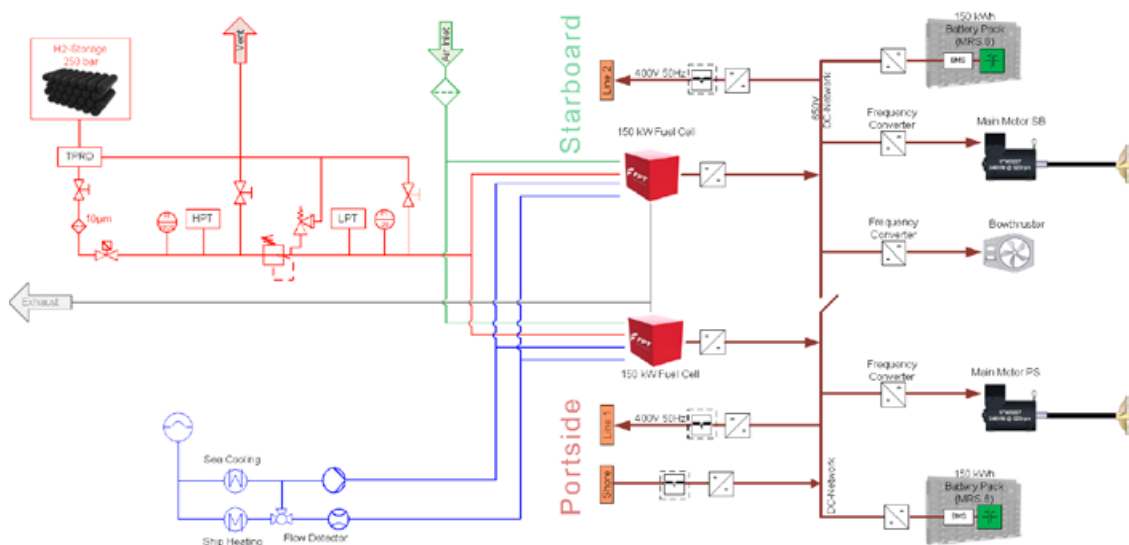 H2-Storage
250 bar
Vent
Air Inlet
Starboard
TPRD
10µm
HPT
LPT
Exhaust
150 kW Fuel Cell
FPT
Line 2
400V 50Hz
650V
DC-Network
150 kWh
Battery Pack
(MRS.6)
BMS
Frequency
Converter
Main Motor SB
Frequency
Converter
Bowthruster
FPT
150 kW Fuel Cell
Portside
Line 1
400V 50Hz
Shore
DC-Network
Frequency
Converter
Main Motor PS
150 kWh
Battery Pack
(MRS.6)
BMS
Sea Cooling
Ship Heating
Flow Detector